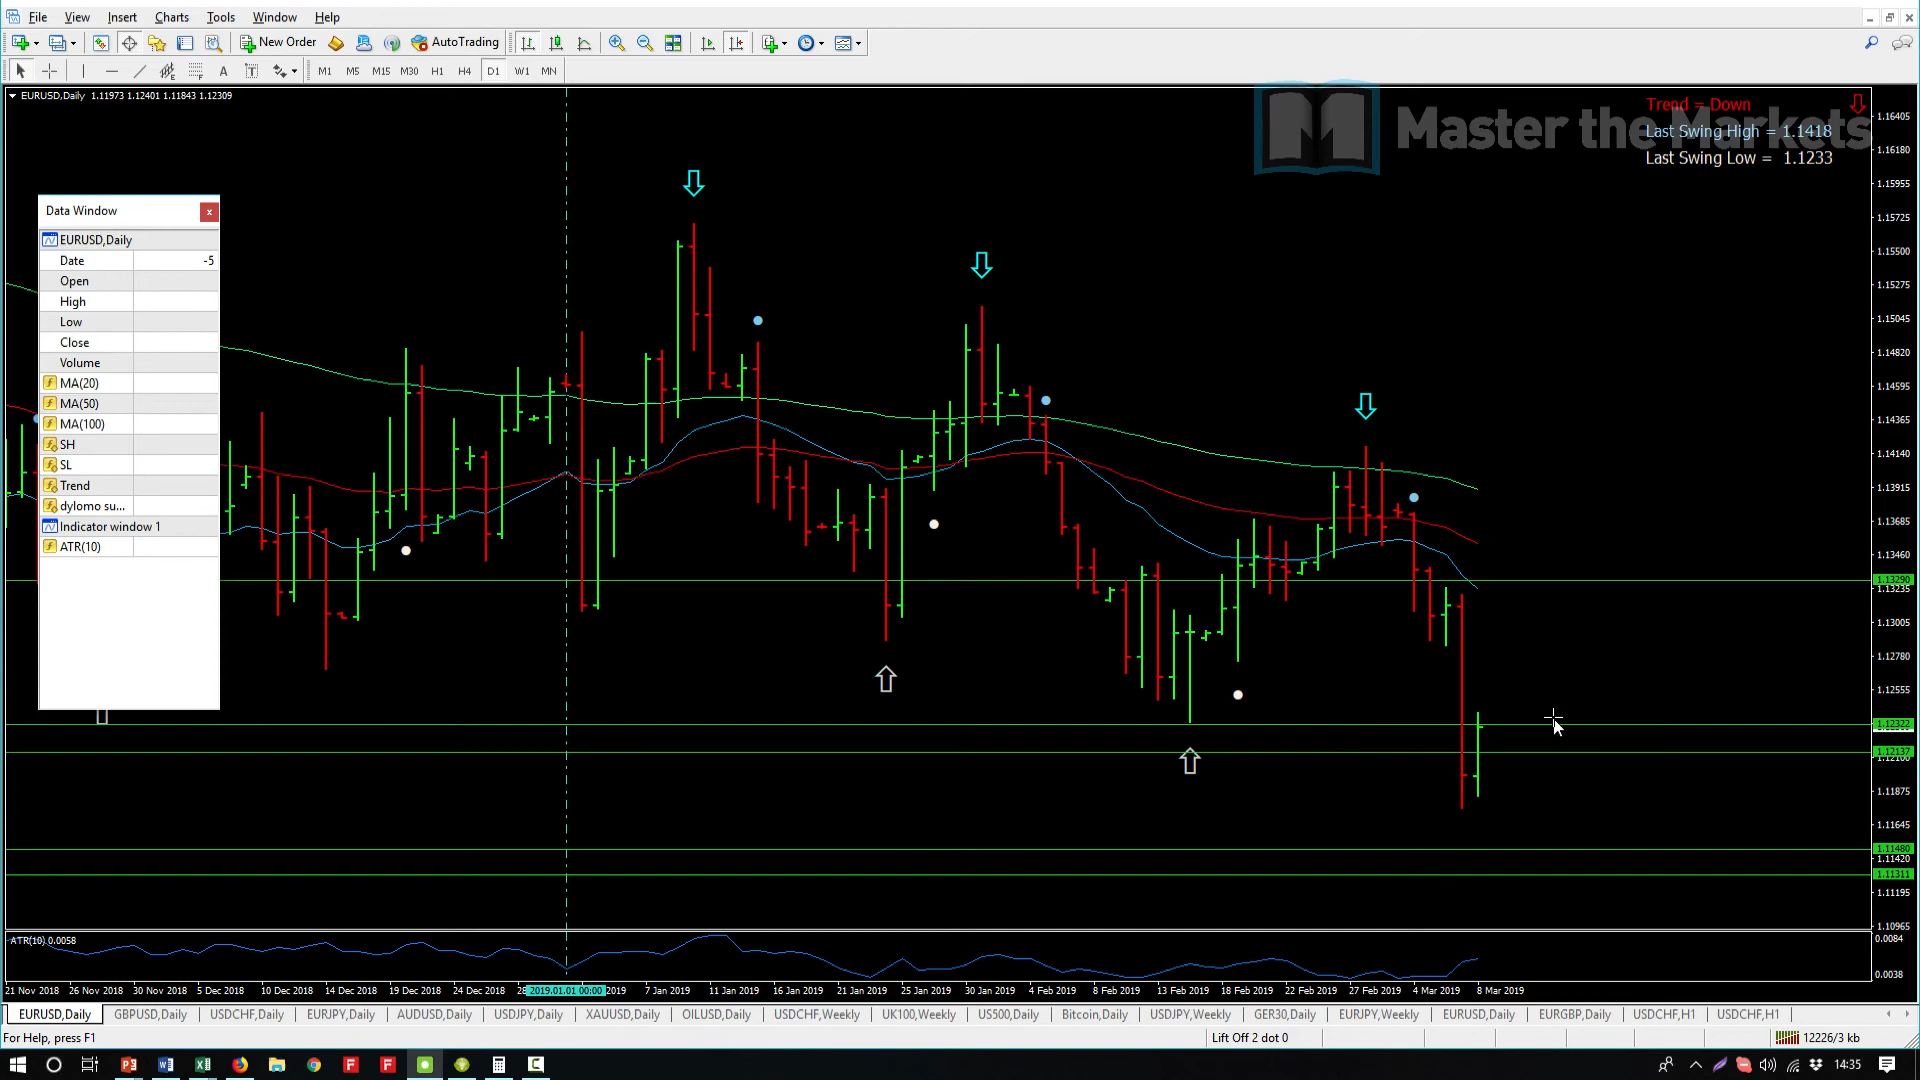 File View Insert Charts Tools Window Help
New Order AutoTrading
A T M1 M5 M15 M30 H1 H4 D1 W1 MN
EURUSD,Daily 1.11973 1.12401 1.11843 1.12309
Master the Markets
Trend = Down
Last Swing High = 1.1418
Last Swing Low = 1.1233
Data Window x
EURUSD,Daily
Date -5
Open
High
Low
Close
Volume
MA(20)
MA(50)
MA(100)
SH
SL
Trend
dylomo su...
Indicator window 1
ATR(10)
1.16405
1.16180
1.15955
1.15725
1.15500
1.15275
1.15045
1.14820
1.14595
1.14365
1.14140
1.13915
1.13685
1.13460
1.13290
1.13235
1.13005
1.12780
1.12555
1.12322
1.12137
1.12100
1.11875
1.11645
1.11480
1.11420
1.11311
1.11195
1.10965
ATR(10) 0.0058
0.0084
0.0038
21 Nov 2018 26 Nov 2018 30 Nov 2018 5 Dec 2018 10 Dec 2018 14 Dec 2018 19 Dec 2018 24 Dec 2018 28 2019.01.01 00:00 2019 7 Jan 2019 11 Jan 2019 16 Jan 2019 21 Jan 2019 25 Jan 2019 30 Jan 2019 4 Feb 2019 8 Feb 2019 13 Feb 2019 18 Feb 2019 22 Feb 2019 27 Feb 2019 4 Mar 2019 8 Mar 2019
EURUSD,Daily GBPUSD,Daily USDCHF,Daily EURJPY,Daily AUDUSD,Daily USDJPY,Daily XAUUSD,Daily OILUSD,Daily USDCHF,Weekly UK100,Weekly US500,Daily Bitcoin,Daily USDJPY,Weekly GER30,Daily EURJPY,Weekly EURUSD,Daily EURGBP,Daily USDCHF,H1 USDCHF,H1
For Help, press F1 Lift Off 2 dot 0 12226/3 kb
14:35